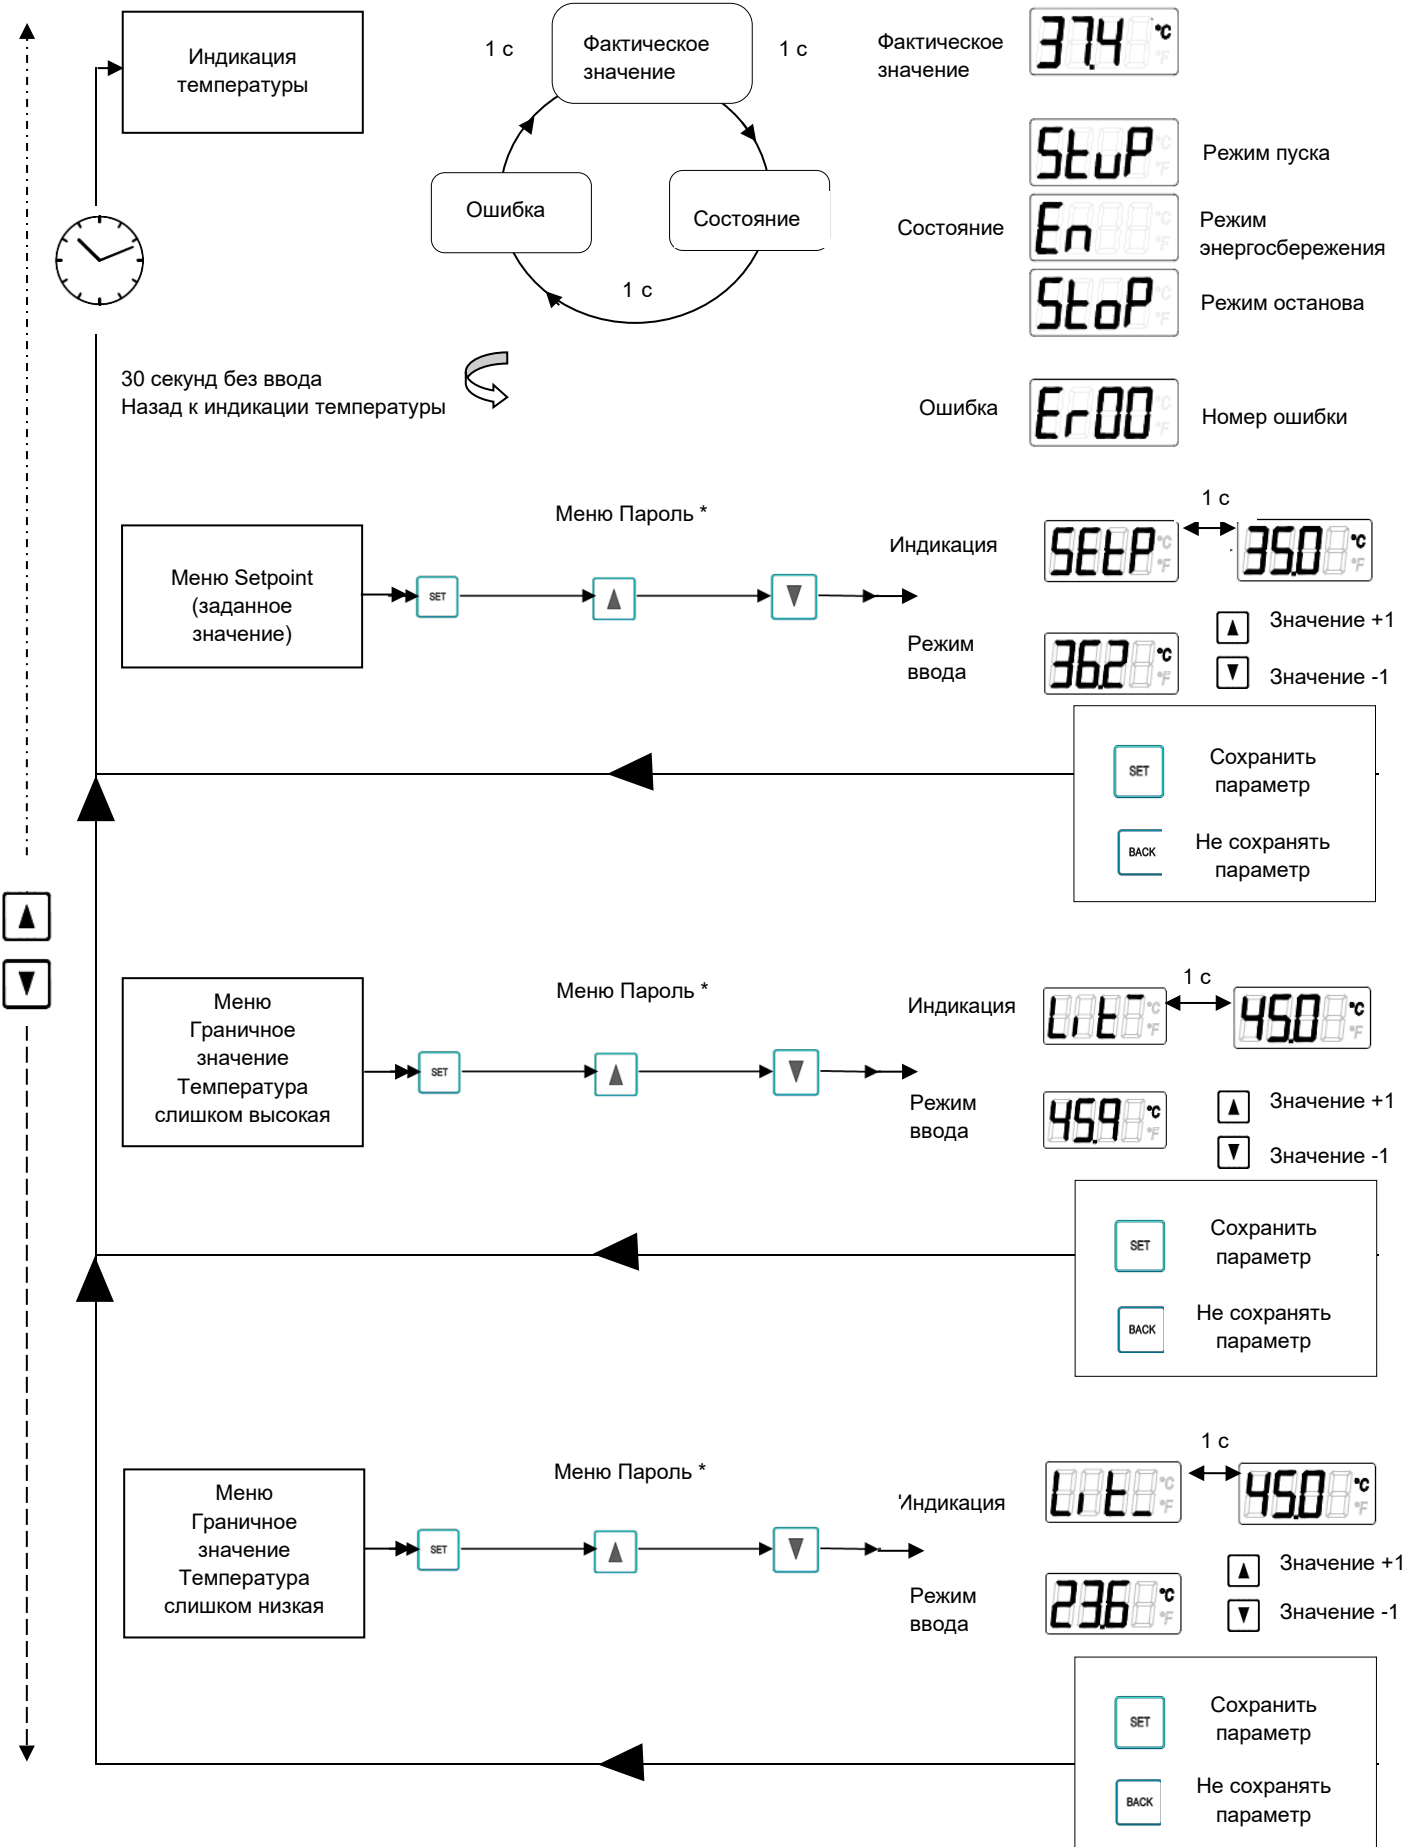 Индикация
температуры
1 с
Фактическое
значение
1 с
Ошибка
Состояние
1 с
Фактическое
значение
37.4 °C
°F
StuP °C
°F
Режим пуска
Состояние
En °C
°F
Режим
энергосбережения
StoP °C
°F
Режим останова
30 секунд без ввода
Назад к индикации температуры
Ошибка
Er00 °C
°F
Номер ошибки
Меню Setpoint
(заданное
значение)
Меню Пароль *
SET
Индикация
SEtP °C
°F
1 с
35.0 °C
°F
Режим
ввода
36.2 °C
°F
Значение +1
Значение -1
SET
Сохранить
параметр
BACK
Не сохранять
параметр
Меню
Граничное
значение
Температура
слишком высокая
Меню Пароль *
SET
Индикация
Lit¯ °C
°F
1 с
45.0 °C
°F
Режим
ввода
45.9 °C
°F
Значение +1
Значение -1
SET
Сохранить
параметр
BACK
Не сохранять
параметр
Меню
Граничное
значение
Температура
слишком низкая
Меню Пароль *
SET
Индикация
Lit_ °C
°F
1 с
45.0 °C
°F
Режим
ввода
23.6 °C
°F
Значение +1
Значение -1
SET
Сохранить
параметр
BACK
Не сохранять
параметр